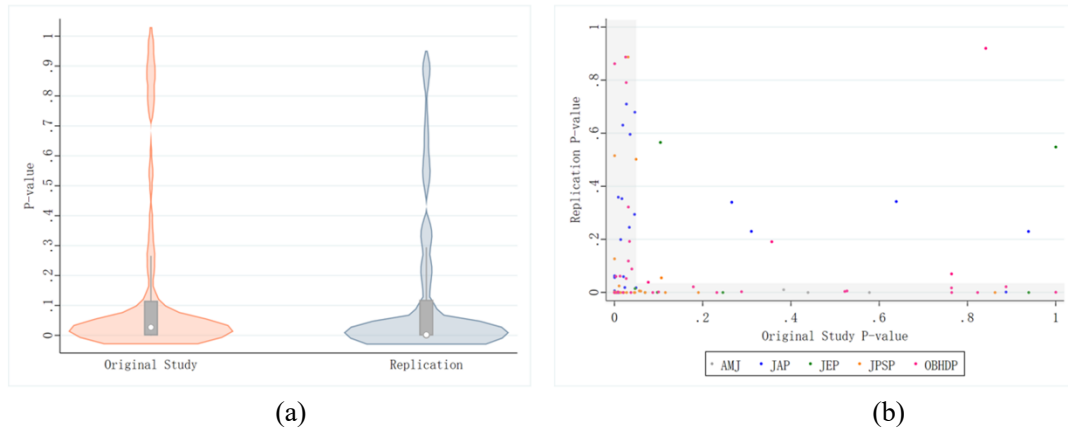 1
.9
.8
.7
.6
.5
.4
.3
.2
.1
0
P-value
Original Study Replication
(a)
1
.8
.6
.4
.2
0
Replication P-value
0 .2 .4 .6 .8 1
Original Study P-value
AMJ JAP JEP JPSP OBHDP
(b)